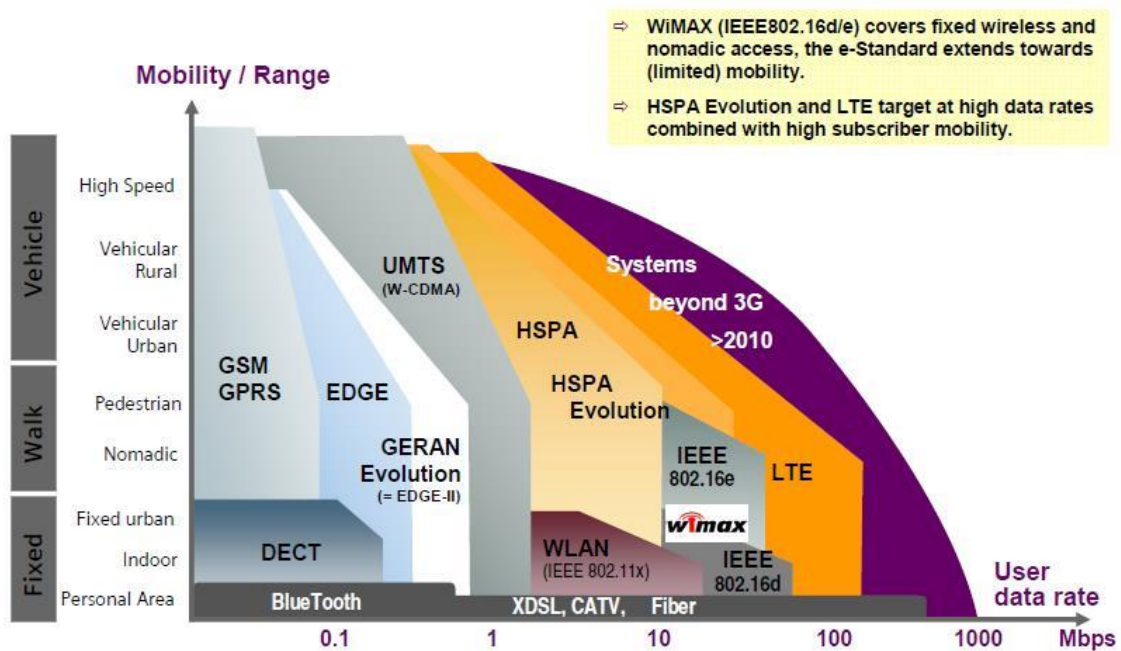 ⇨ WiMAX (IEEE802.16d/e) covers fixed wireless and
nomadic access, the e-Standard extends towards
(limited) mobility.
⇨ HSPA Evolution and LTE target at high data rates
combined with high subscriber mobility.
Mobility / Range
Vehicle
Walk
Fixed
High Speed
Vehicular
Rural
Vehicular
Urban
Pedestrian
Nomadic
Fixed urban
Indoor
Personal Area
GSM
GPRS
EDGE
GERAN
Evolution
(= EDGE-II)
UMTS
(W-CDMA)
HSPA
HSPA
Evolution
Systems
beyond 3G
>2010
IEEE
802.16e
LTE
wimax
DECT
WLAN
(IEEE 802.11x)
IEEE
802.16d
BlueTooth
XDSL, CATV, Fiber
User
data rate
0.1 1 10 100 1000 Mbps